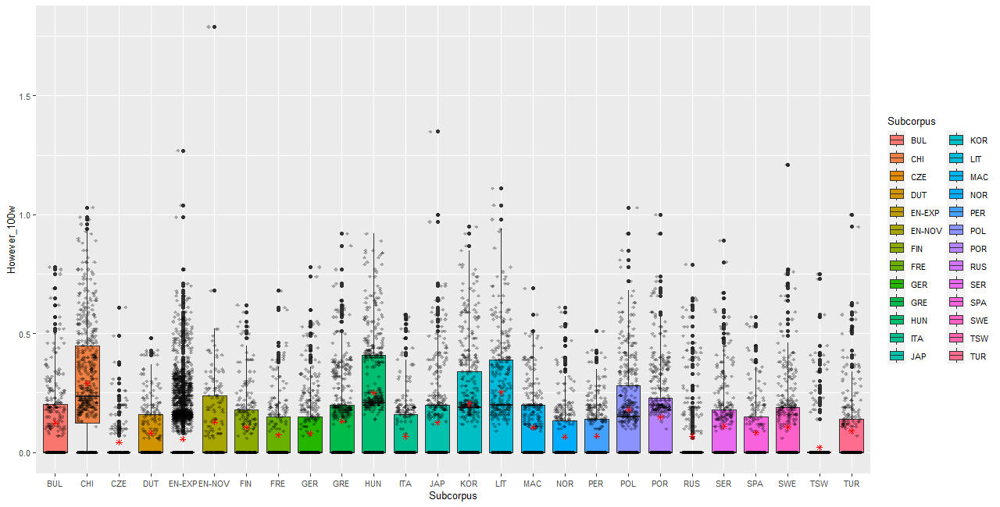 However_100w
1.5
1.0
0.5
0.0
BUL CHI CZE DUT EN-EXP EN-NOV FIN FRE GER GRE HUN ITA JAP KOR LIT MAC NOR PER POL POR RUS SER SPA SWE TSW TUR
Subcorpus
Subcorpus
BUL KOR
CHI LIT
CZE MAC
DUT NOR
EN-EXP PER
EN-NOV POL
FIN POR
FRE RUS
GER SER
GRE SPA
HUN SWE
ITA TSW
JAP TUR